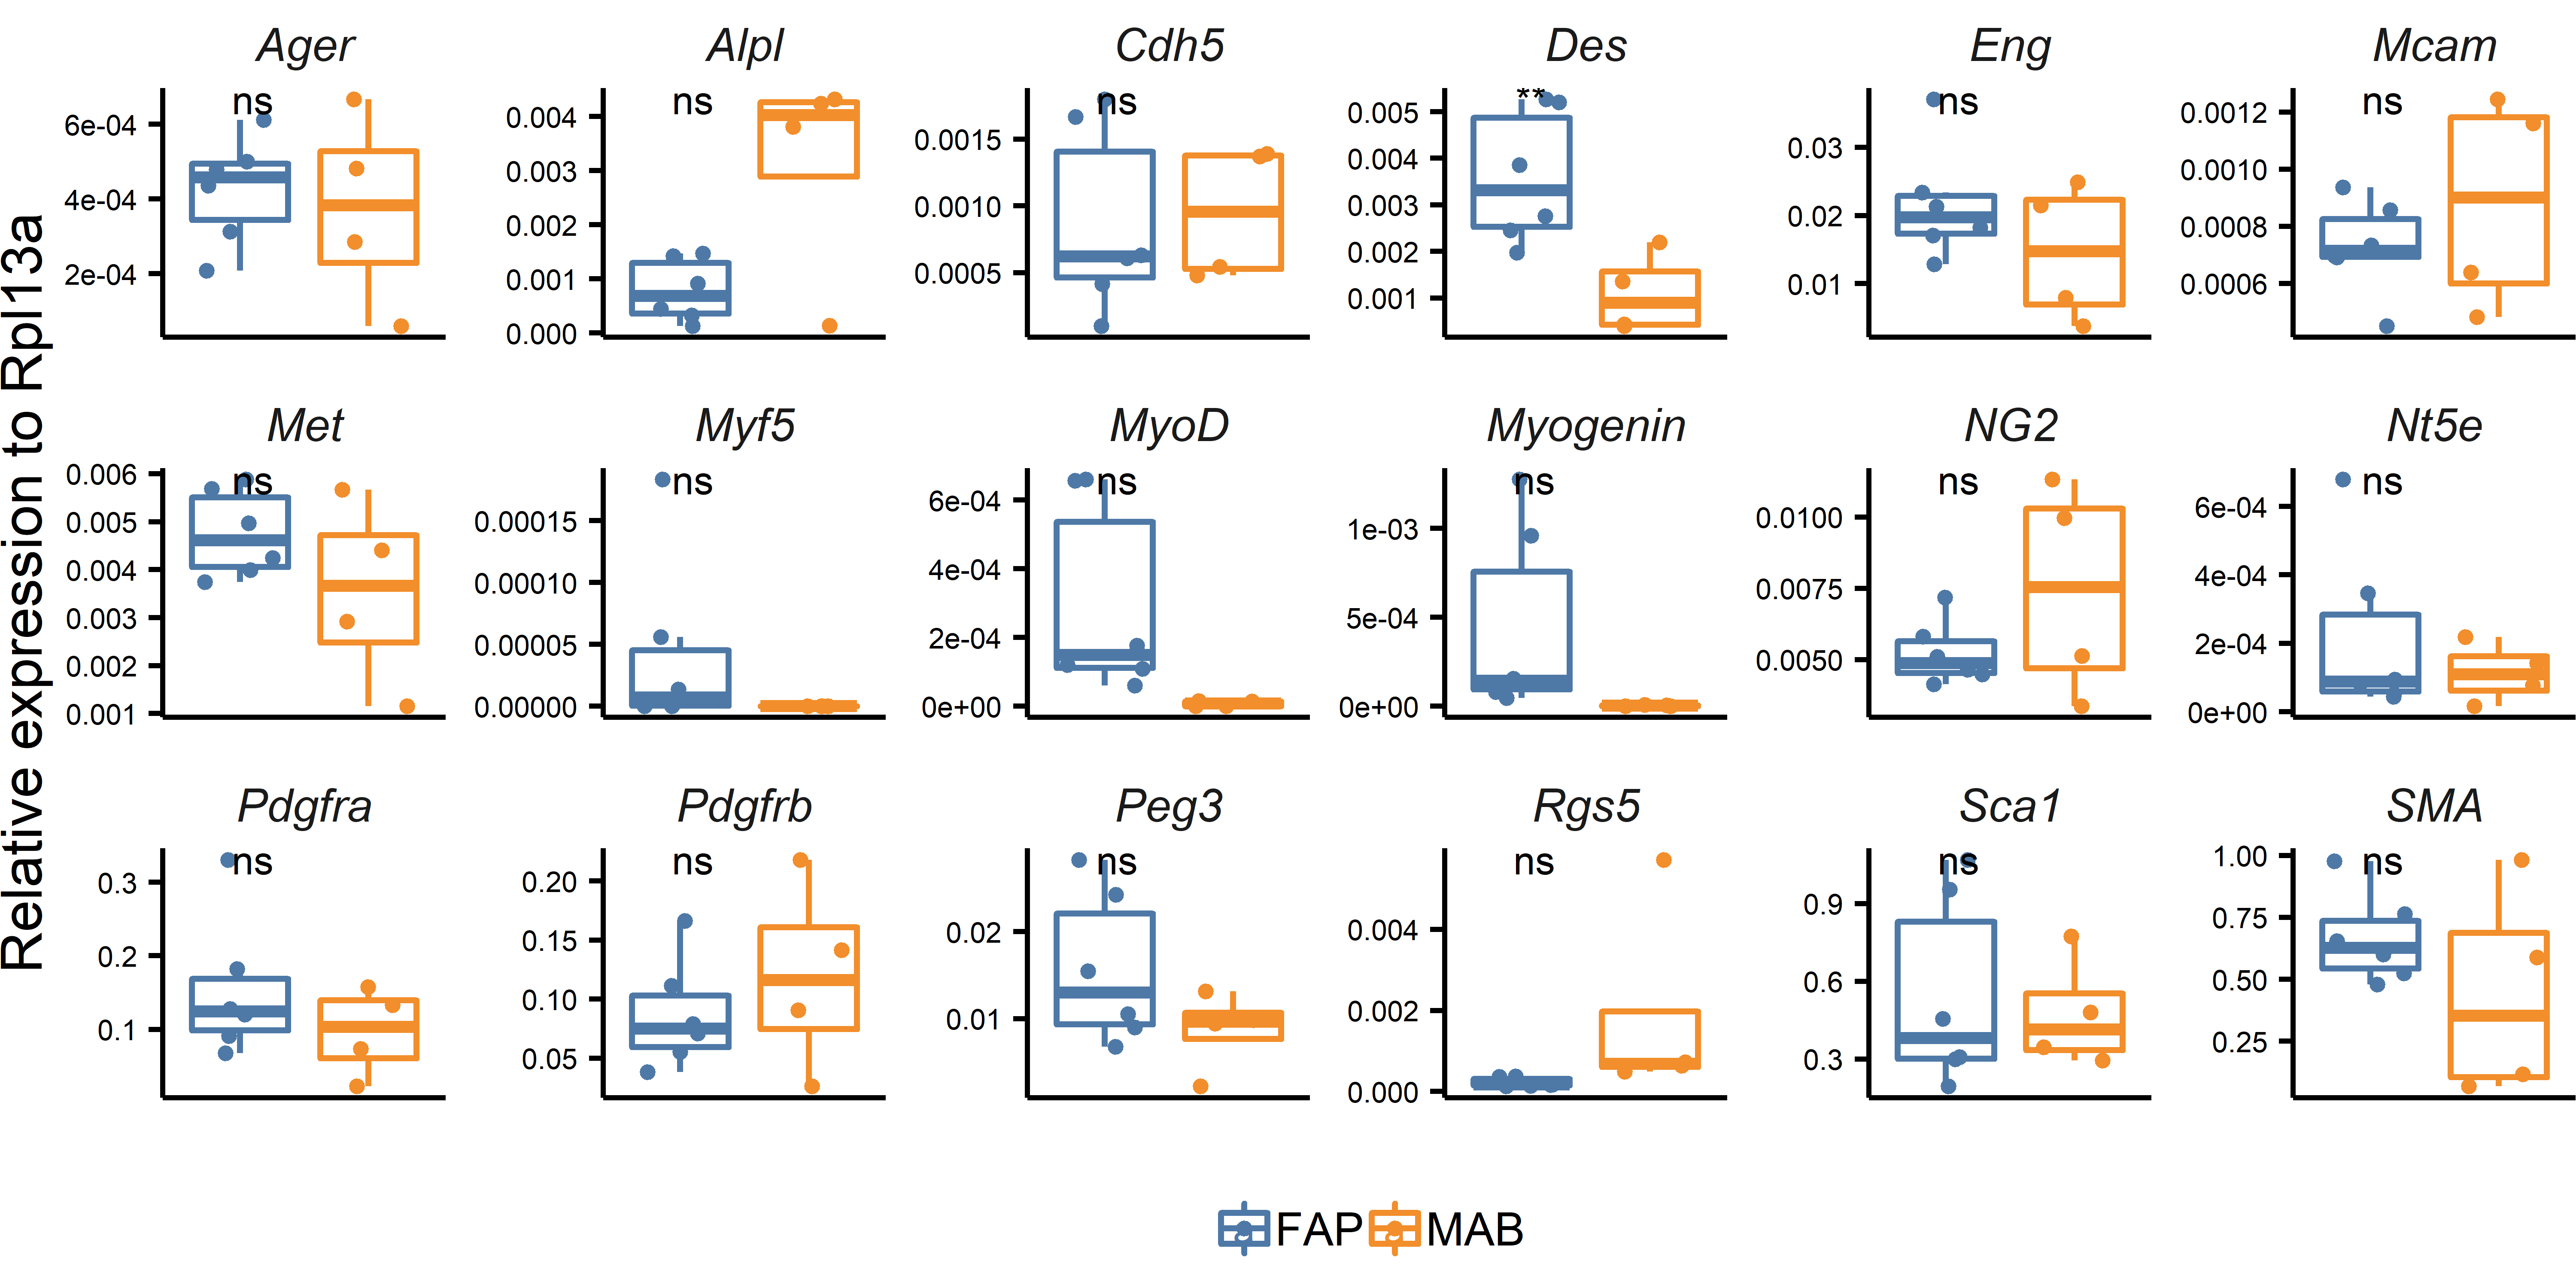 Relative expression to Rpl13a
Ager Alpl Cdh5 Des Eng Mcam
ns ns ns ** ns ns
6e-04 4e-04 2e-04
0.004 0.003 0.002 0.001 0.000
0.0015 0.0010 0.0005
0.005 0.004 0.003 0.002 0.001
0.03 0.02 0.01
0.0012 0.0010 0.0008 0.0006
Met Myf5 MyoD Myogenin NG2 Nt5e
ns ns ns ns ns ns
0.006 0.005 0.004 0.003 0.002 0.001
0.00015 0.00010 0.00005 0.00000
6e-04 4e-04 2e-04 0e+00
1e-03 5e-04 0e+00
0.0100 0.0075 0.0050
6e-04 4e-04 2e-04 0e+00
Pdgfra Pdgfrb Peg3 Rgs5 Sca1 SMA
ns ns ns ns ns ns
0.3 0.2 0.1
0.20 0.15 0.10 0.05
0.02 0.01
0.004 0.002 0.000
0.9 0.6 0.3
1.00 0.75 0.50 0.25
FAP MAB